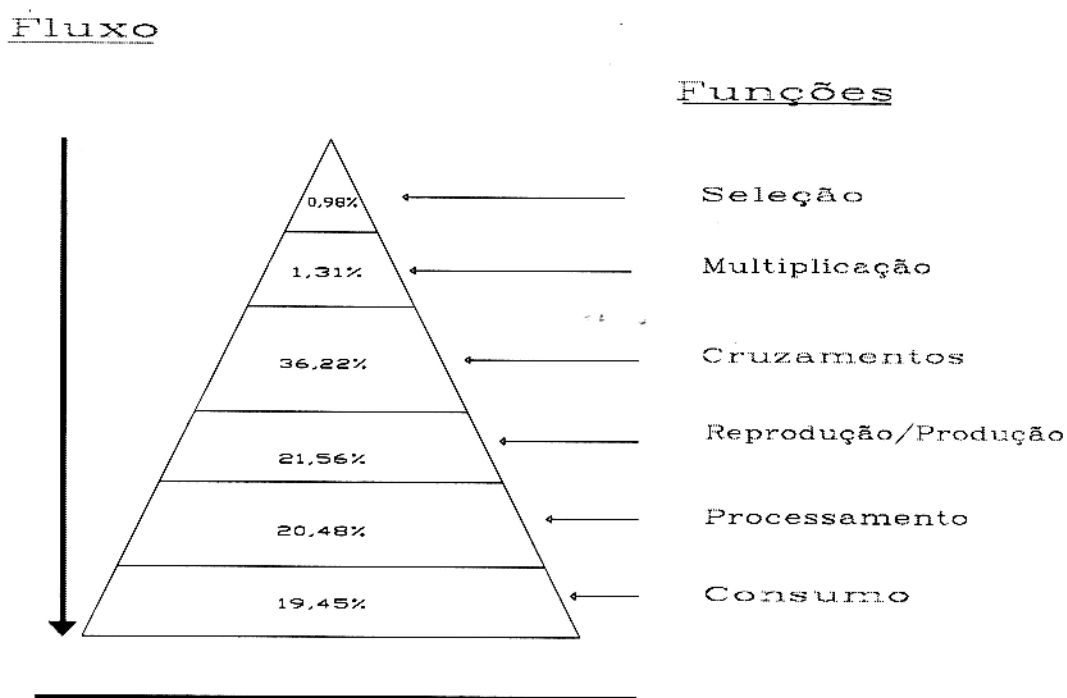 Fluxo
Funções
0,98%
Seleção
1,31%
Multiplicação
36,22%
Cruzamentos
21,56%
Reprodução/Produção
20,48%
Processamento
19,45%
Consumo